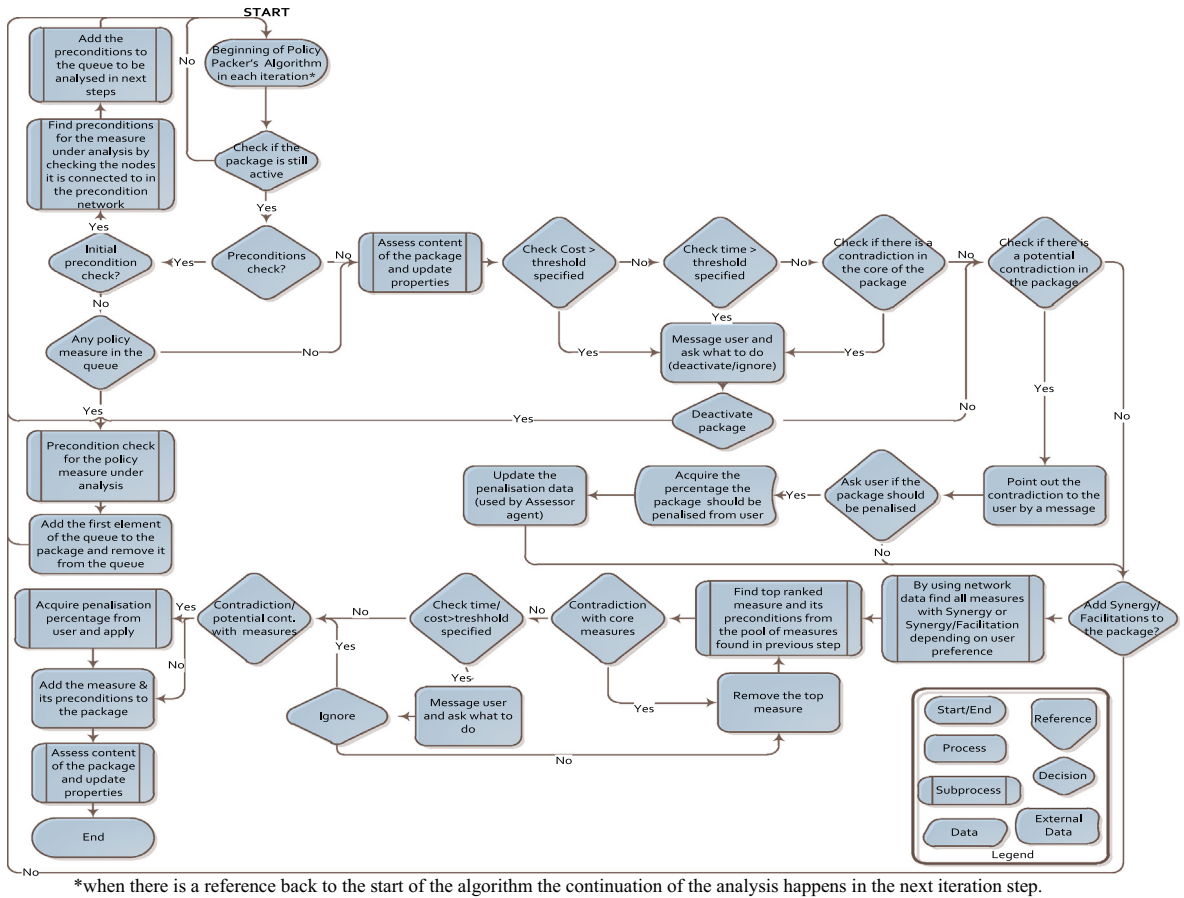 START
Add the
preconditions to
the queue to be
analysed in next
steps
No
Beginning of Policy
Packer's Algorithm
in each iteration*
Find preconditions
for the measure
under analysis by
checking the nodes
it is connected to in
the precondition
network
Check if the
package is still
active
Yes
Yes
Initial
precondition
check?
Yes
Preconditions
check?
No
Assess content
of the package
and update
properties
Check Cost >
threshold
specified
No
Check time >
threshold
specified
No
Check if there is a
contradiction in
the core of the
package
No
Check if there is
a potential
contradiction in
the package
No
Any policy
measure in the
queue
No
Yes
Yes
Message user and
ask what to do
(deactivate/ignore)
Yes
Yes
No
Yes
Yes
Deactivate
package
No
Precondition check
for the policy
measure under
analysis
Update the
penalisation data
(used by Assessor
agent)
Acquire the
percentage the
package should be
penalised from user
Yes
Ask user if the
package should
be penalised
Point out the
contradiction to the
user by a message
Add the first element
of the queue to the
package and remove it
from the queue
No
Acquire penalisation
percentage from
user and apply
Yes
Contradiction/
potential cont.
with measures
No
Check time/
cost>treshhold
specified
No
Contradiction
with core
measures
Find top ranked
measure and its
preconditions from
the pool of measures
found in previous step
By using network
data find all measures
with Synergy or
Synergy/Facilitation
depending on user
preference
Add Synergy/
Facilitations to
the package?
No
Yes
Yes
Add the measure &
its preconditions to
the package
Ignore
Message user
and ask what to
do
Yes
Remove the top
measure
No
Assess content
of the package
and update
properties
End
Start/End
Reference
Process
Decision
Subprocess
Data
External
Data
Legend
No
*when there is a reference back to the start of the algorithm the continuation of the analysis happens in the next iteration step.